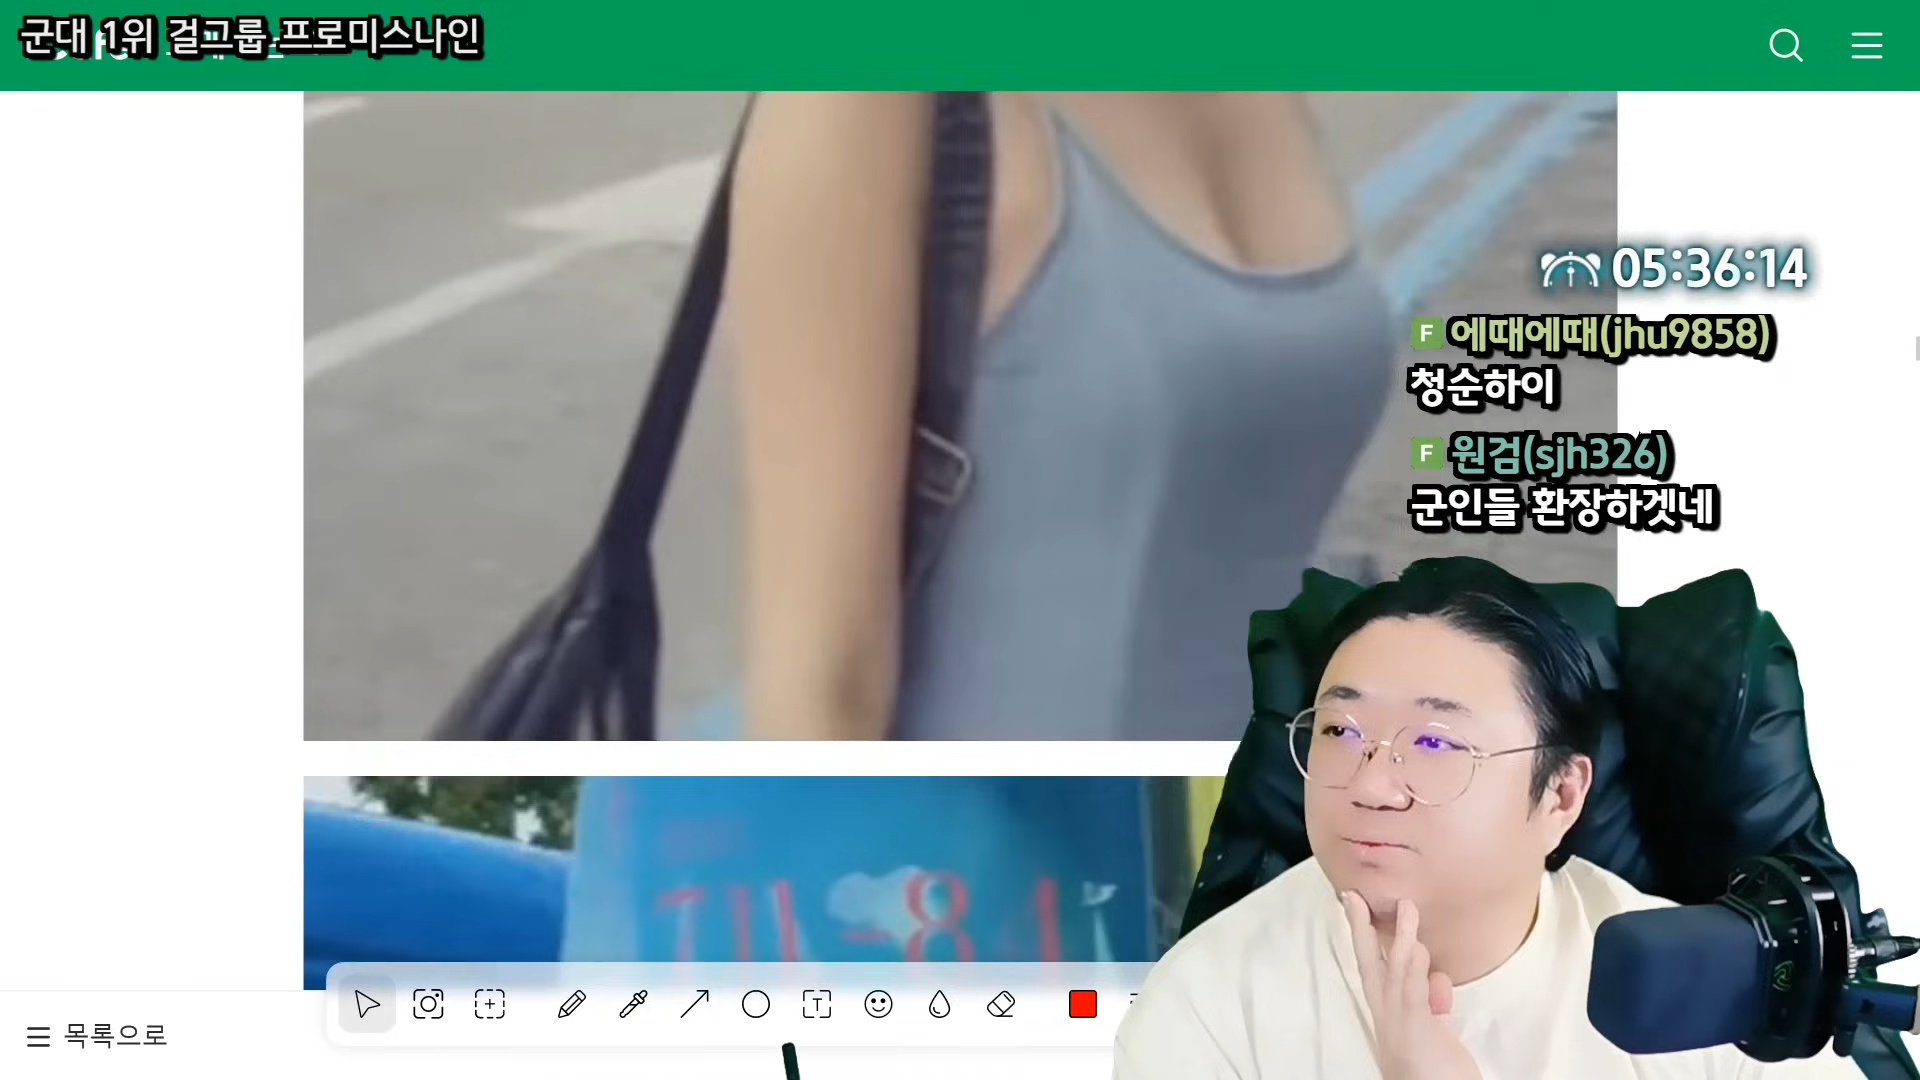 군대 1위 걸그룹 프로미스나인
05:36:14
F 에때에때(jhu9858)
청순하이
F 원검(sjh326)
군인들 환장하겟네
T
목록으로